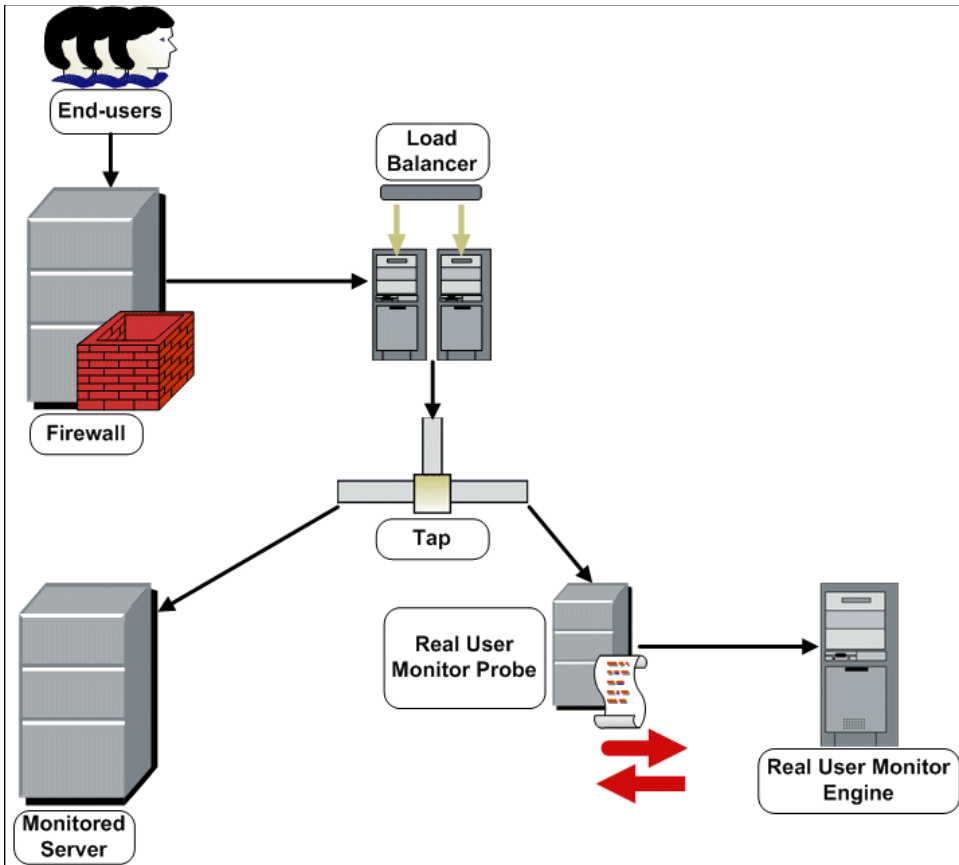 End-users
Load
Balancer
Firewall
Tap
Real User
Monitor Probe
Real User Monitor
Engine
Monitored
Server